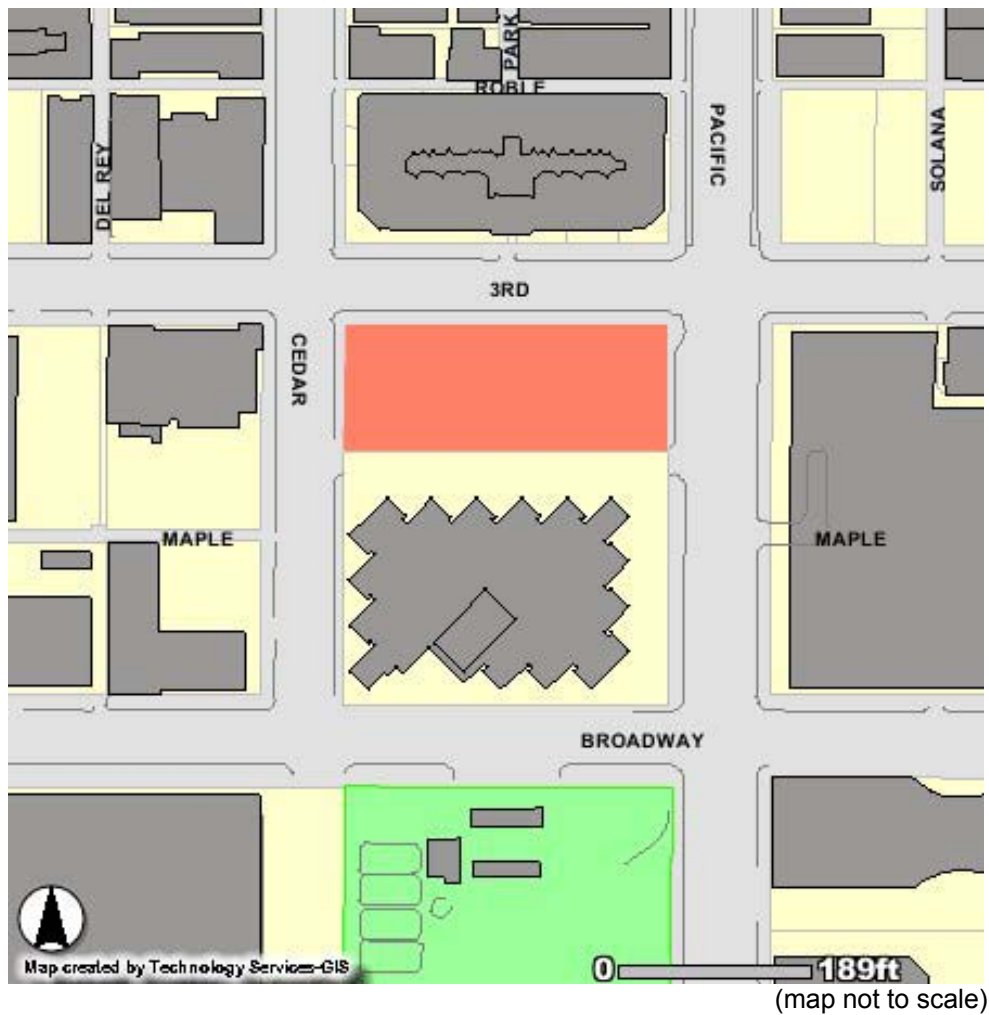 PARK
ROBLE
PACIFIC
SOLANA
DEL REY
3RD
CEDAR
MAPLE
MAPLE
BROADWAY
Map created by Technology Services-GIS
0 189ft
(map not to scale)